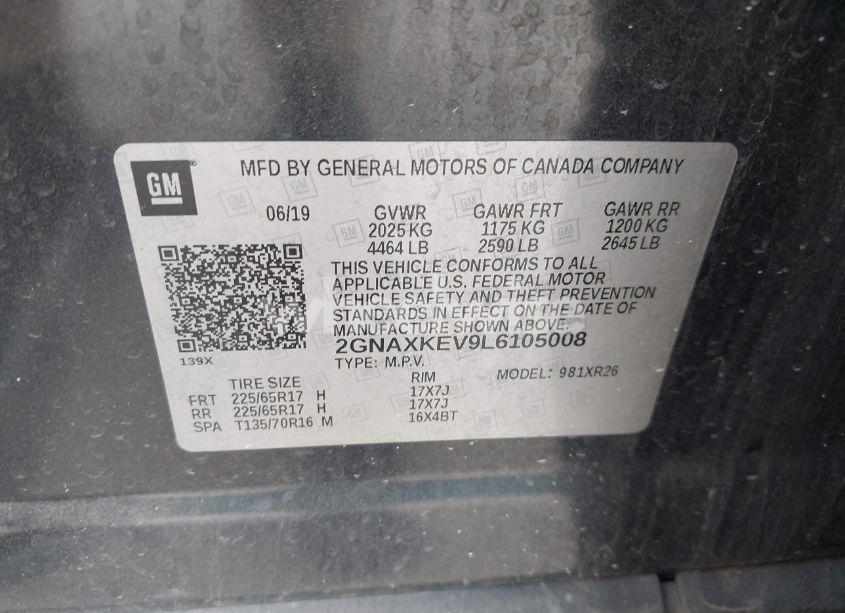 GM
MFD BY GENERAL MOTORS OF CANADA COMPANY
06/19 GVWR GAWR FRT GAWR RR
2025 KG 1175 KG 1200 KG
4464 LB 2590 LB 2645 LB
THIS VEHICLE CONFORMS TO ALL
APPLICABLE U.S. FEDERAL MOTOR
VEHICLE SAFETY AND THEFT PREVENTION
STANDARDS IN EFFECT ON THE DATE OF
MANUFACTURE SHOWN ABOVE.
2GNAXKEV9L6105008
139X TYPE: M.P.V. MODEL: 981XR26
TIRE SIZE RIM
FRT 225/65R17 H 17X7J
RR 225/65R17 H 17X7J
SPA T135/70R16 M 16X4BT